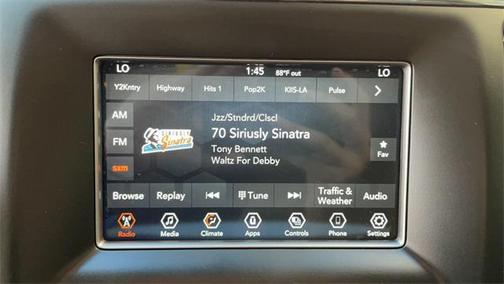 LO 1:45 88°F out LO
Y2Kntry Highway Hits 1 Pop2K KIIS-LA Pulse
AM
Jzz/Stndrd/Clscl
70 Siriusly Sinatra
Tony Bennett
Waltz For Debby
FM
SIRIUSLY
Sinatra
Fav
sxm
Browse Replay Tune Traffic &
Weather Audio
Radio Media Climate Apps Controls Phone Settings